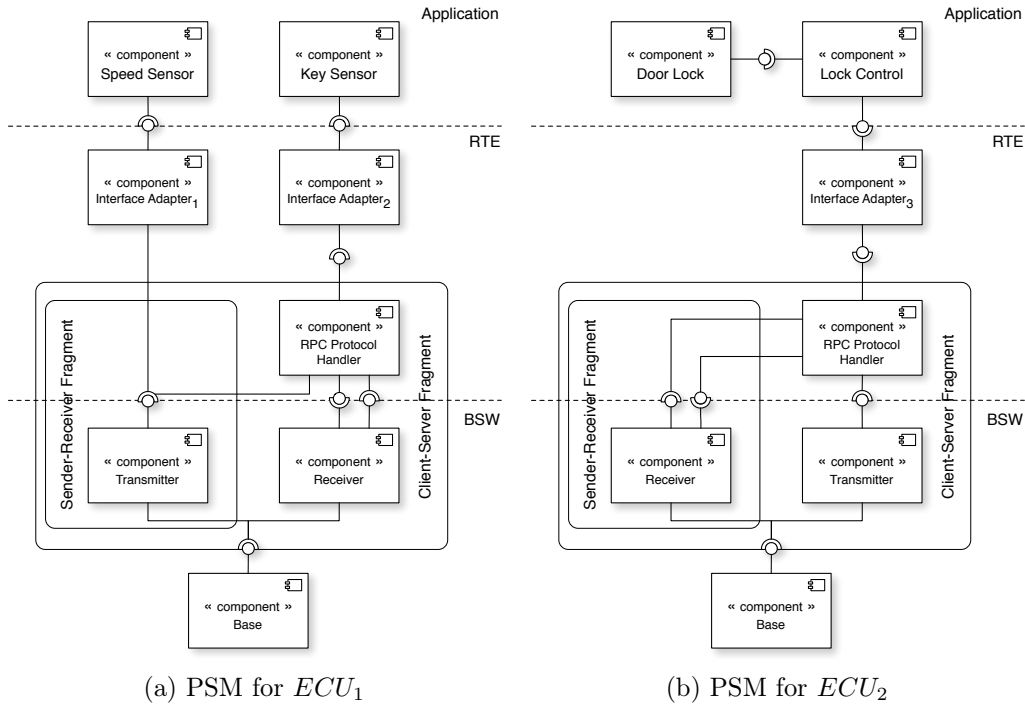 Application
« component »
Speed Sensor
« component »
Key Sensor
RTE
« component »
Interface Adapter1
« component »
Interface Adapter2
Sender-Receiver Fragment
Client-Server Fragment
« component »
RPC Protocol
Handler
BSW
« component »
Transmitter
« component »
Receiver
« component »
Base
(a) PSM for ECU1
Application
« component »
Door Lock
« component »
Lock Control
RTE
« component »
Interface Adapter3
Sender-Receiver Fragment
Client-Server Fragment
« component »
RPC Protocol
Handler
BSW
« component »
Receiver
« component »
Transmitter
« component »
Base
(b) PSM for ECU2